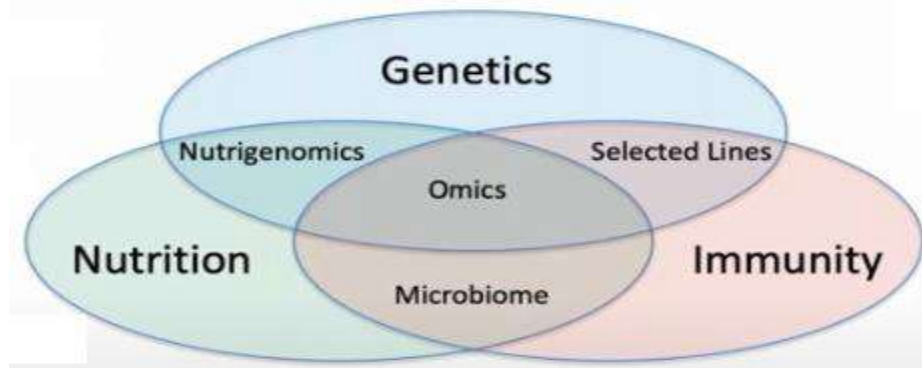 Genetics
Nutrigenomics
Selected Lines
Omics
Nutrition
Immunity
Microbiome